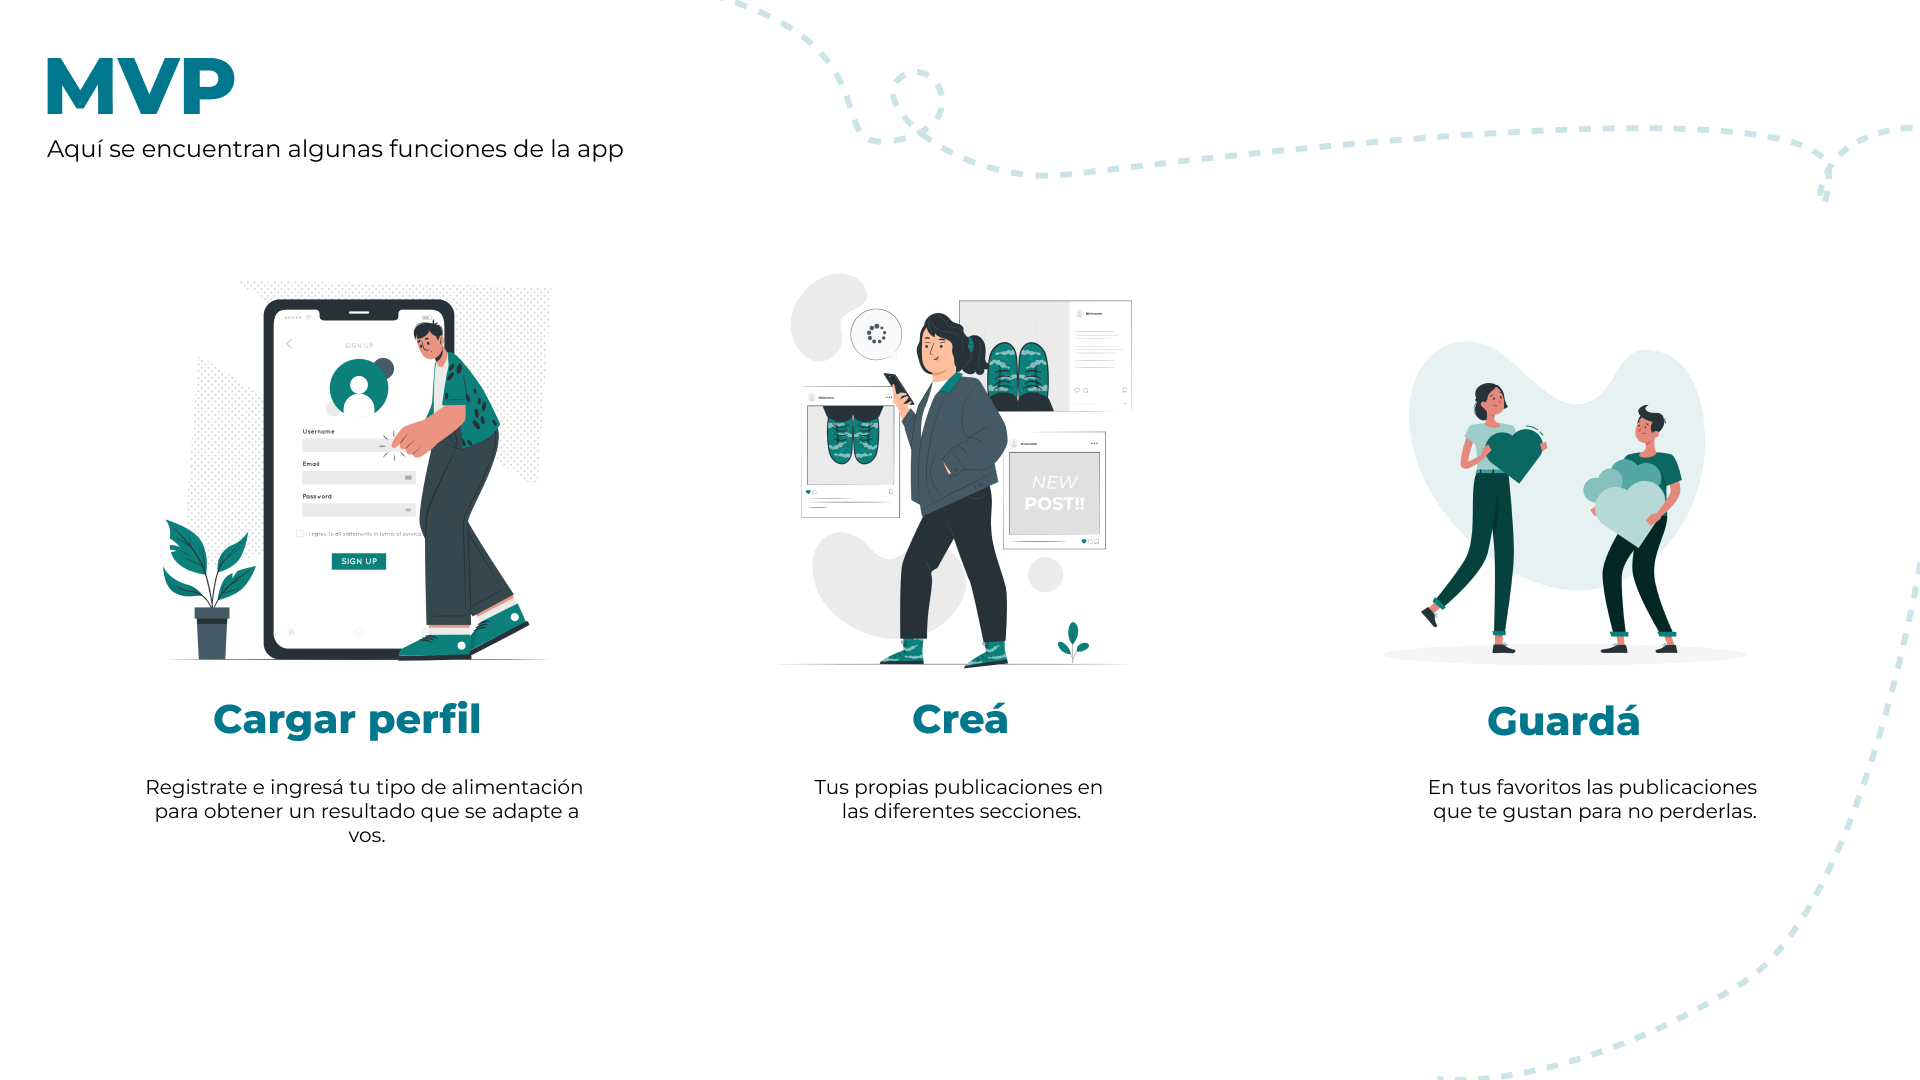 MVP
Aquí se encuentran algunas funciones de la app
SIGN UP
Username
Email
Password
I agree to all statements in terms of service
SIGN UP
Nickname
Nickname
Nickname
NEW
POST!!
Cargar perfil
Registrate e ingresá tu tipo de alimentación
para obtener un resultado que se adapte a
vos.
Creá
Tus propias publicaciones en
las diferentes secciones.
Guardá
En tus favoritos las publicaciones
que te gustan para no perderlas.